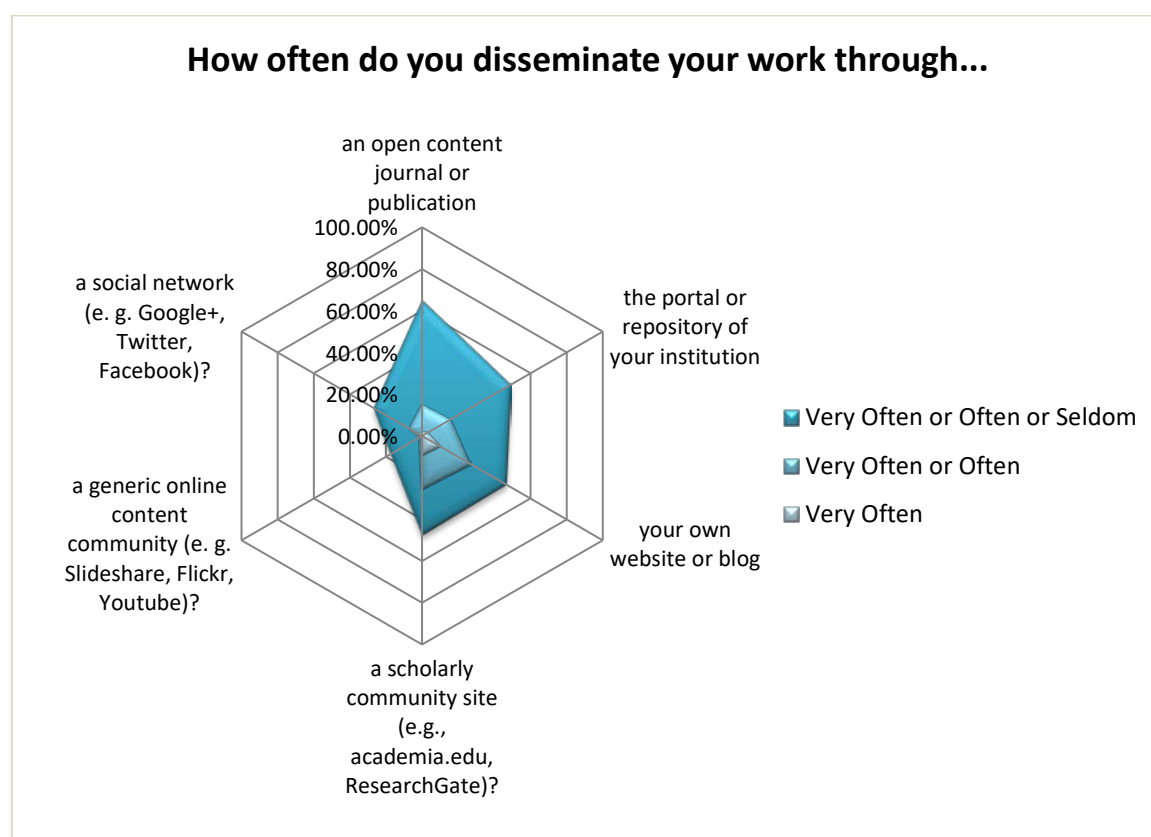 How often do you disseminate your work through...
an open content
journal or
publication
100.00%
80.00%
60.00%
40.00%
20.00%
0.00%
the portal or
repository of
your institution
your own
website or blog
a scholarly
community site
(e.g.,
academia.edu,
ResearchGate)?
a generic online
content
community (e. g.
Slideshare, Flickr,
Youtube)?
a social network
(e. g. Google+,
Twitter,
Facebook)?
Very Often or Often or Seldom
Very Often or Often
Very Often